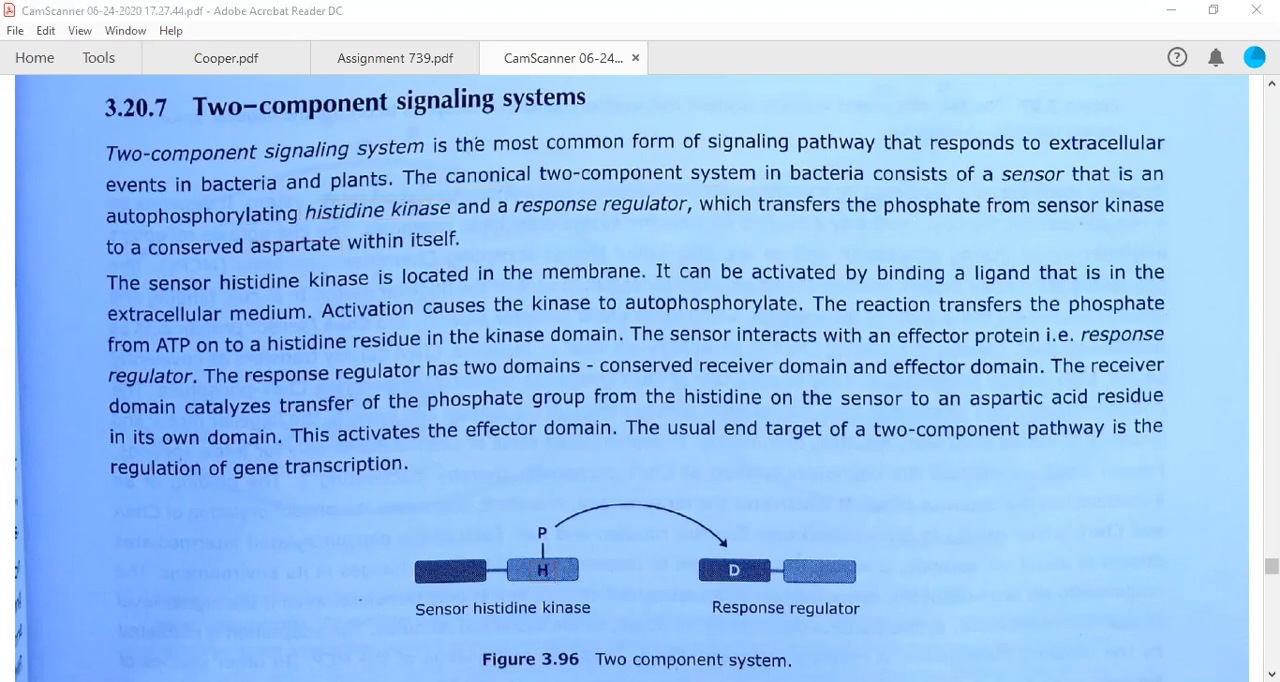 CamScanner 06-24-2020 17.27.44.pdf - Adobe Acrobat Reader DC
File Edit View Window Help
Home Tools Cooper.pdf Assignment 739.pdf CamScanner 06-24... ×
3.20.7 Two-component signaling systems
Two-component signaling system is the most common form of signaling pathway that responds to extracellular
events in bacteria and plants. The canonical two-component system in bacteria consists of a sensor that is an
autophosphorylating histidine kinase and a response regulator, which transfers the phosphate from sensor kinase
to a conserved aspartate within itself.
The sensor histidine kinase is located in the membrane. It can be activated by binding a ligand that is in the
extracellular medium. Activation causes the kinase to autophosphorylate. The reaction transfers the phosphate
from ATP on to a histidine residue in the kinase domain. The sensor interacts with an effector protein i.e. response
regulator. The response regulator has two domains - conserved receiver domain and effector domain. The receiver
domain catalyzes transfer of the phosphate group from the histidine on the sensor to an aspartic acid residue
in its own domain. This activates the effector domain. The usual end target of a two-component pathway is the
regulation of gene transcription.
P
H D
Sensor histidine kinase Response regulator
Figure 3.96 Two component system.